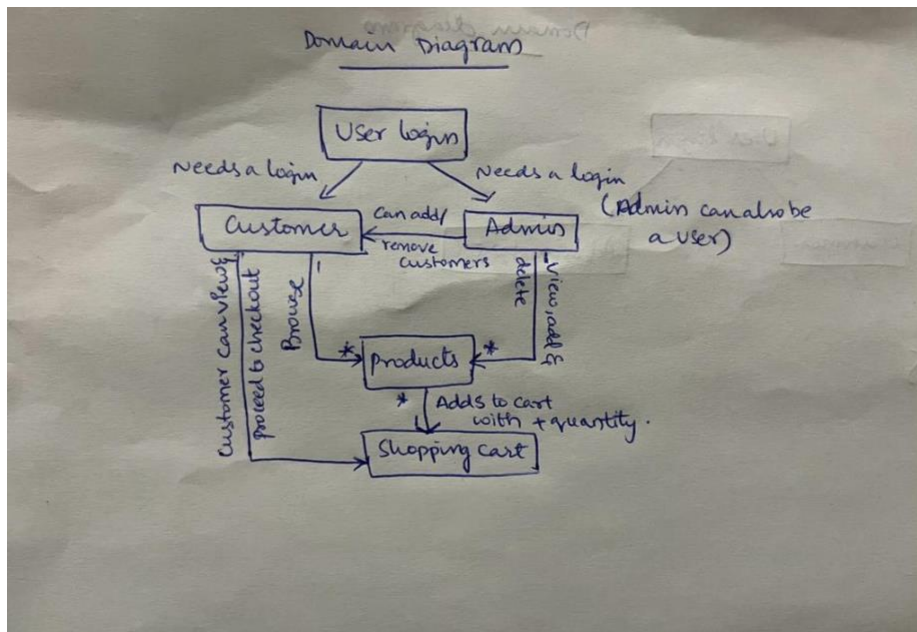 Domain Diagram
User login
Needs a login
Needs a login
(Admin can also be
a user)
Customer
can add/
remove
customers
Admin
Customer can view &
proceed to checkout
Browse
1
*
delete
view, add &
1
*
products
*
Adds to cart
with + quantity.
Shopping cart